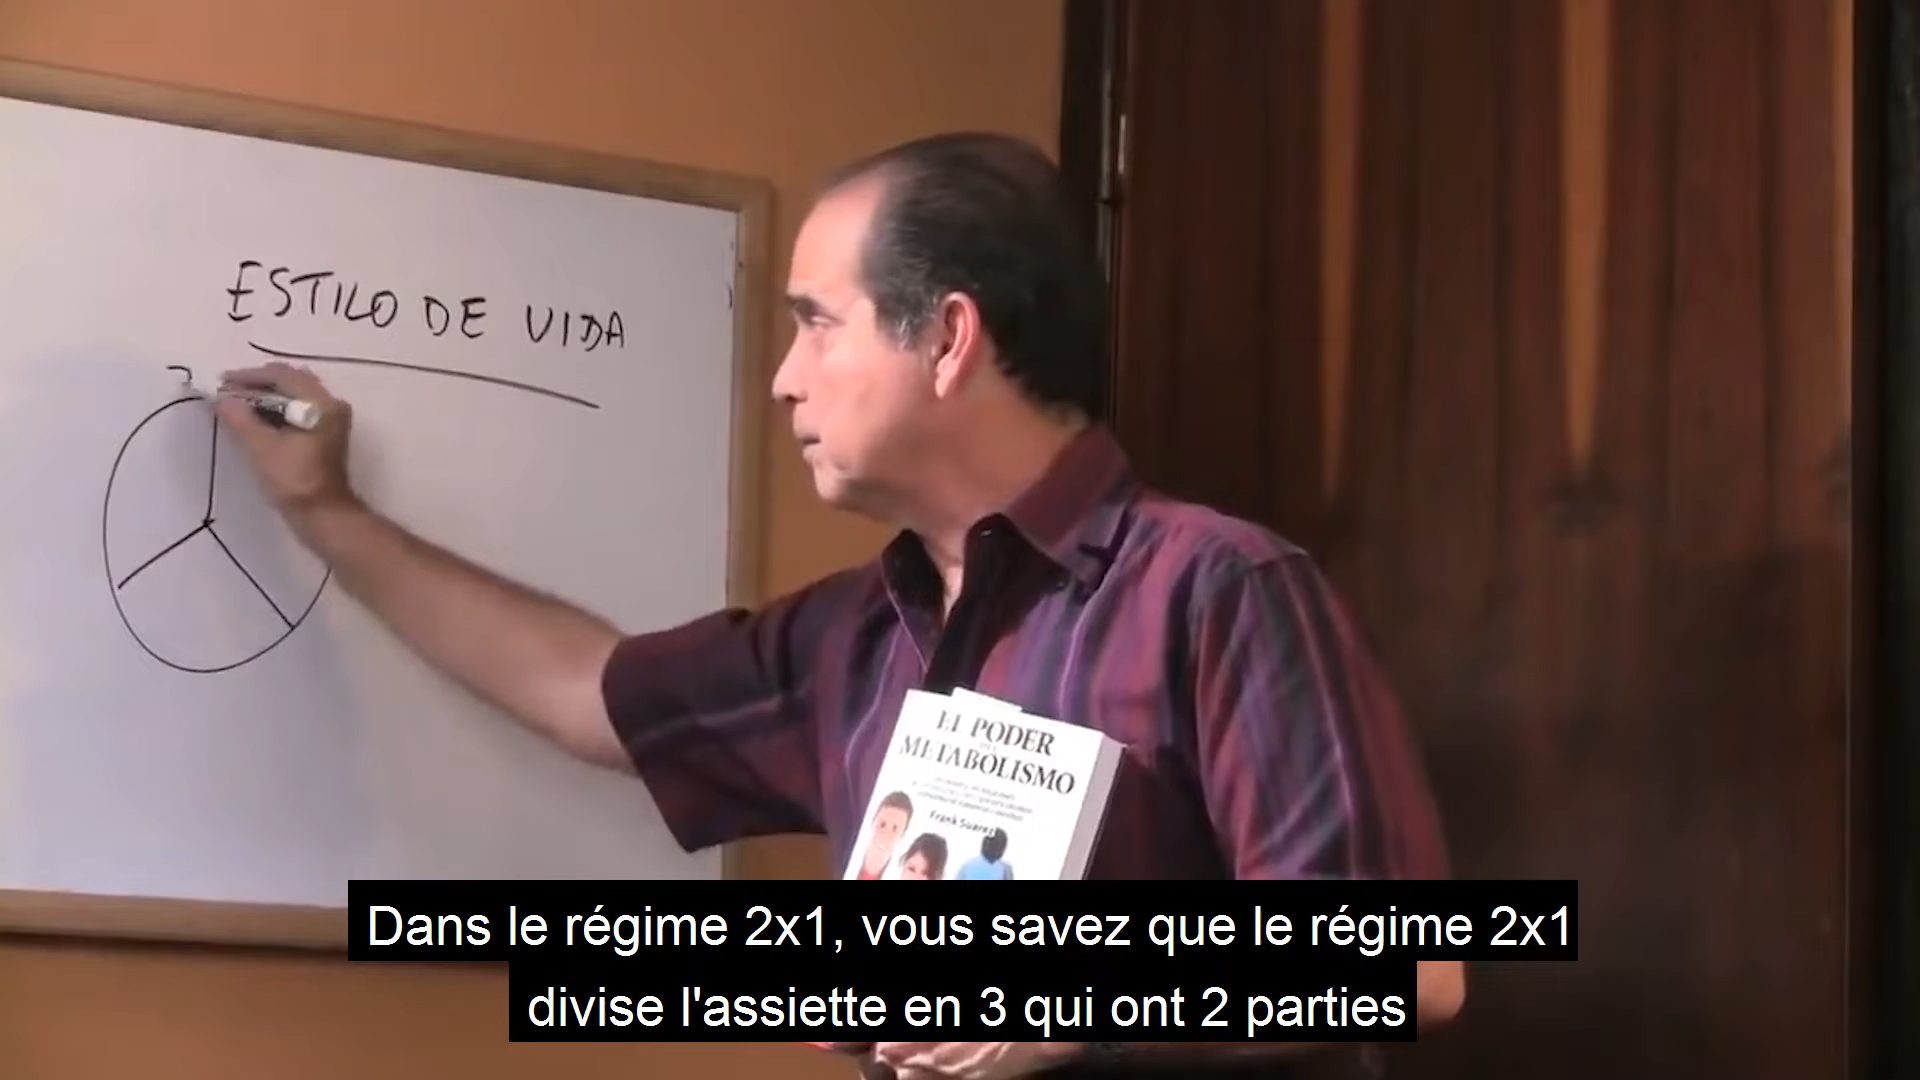 ESTILO DE VIDA
EL PODER
DEL
METABOLISMO
Frank Suarez
Dans le régime 2x1, vous savez que le régime 2x1
divise l'assiette en 3 qui ont 2 parties